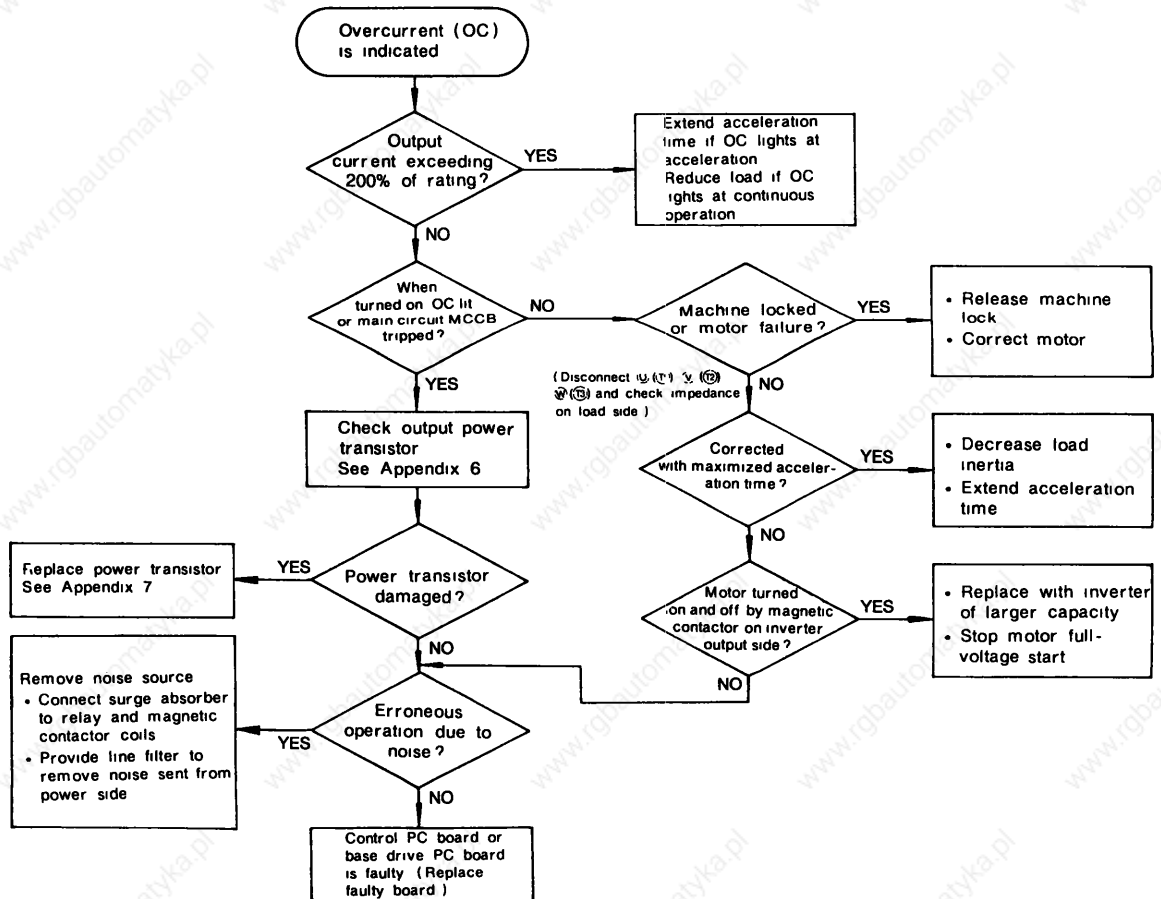 Overcurrent (OC)
is indicated
Output
current exceeding
200% of rating?
YES
Extend acceleration
time if OC lights at
acceleration
Reduce load if OC
lights at continuous
operation
NO
When
turned on OC lit
or main circuit MCCB
tripped?
NO
Machine locked
or motor failure?
YES
• Release machine
lock
• Correct motor
YES
(Disconnect U (T1) V (T2)
W (T3) and check impedance
on load side)
NO
Check output power
transistor
See Appendix 6
Corrected
with maximized acceler-
ation time?
YES
• Decrease load
inertia
• Extend acceleration
time
NO
Power transistor
damaged?
YES
Replace power transistor
See Appendix 7
Motor turned
on and off by magnetic
contactor on inverter
output side?
YES
• Replace with inverter
of larger capacity
• Stop motor full-
voltage start
NO
NO
Erroneous
operation due to
noise?
YES
Remove noise source
• Connect surge absorber
to relay and magnetic
contactor coils
• Provide line filter to
remove noise sent from
power side
NO
Control PC board or
base drive PC board
is faulty (Replace
faulty board)
www.rgbautomatyka.pl